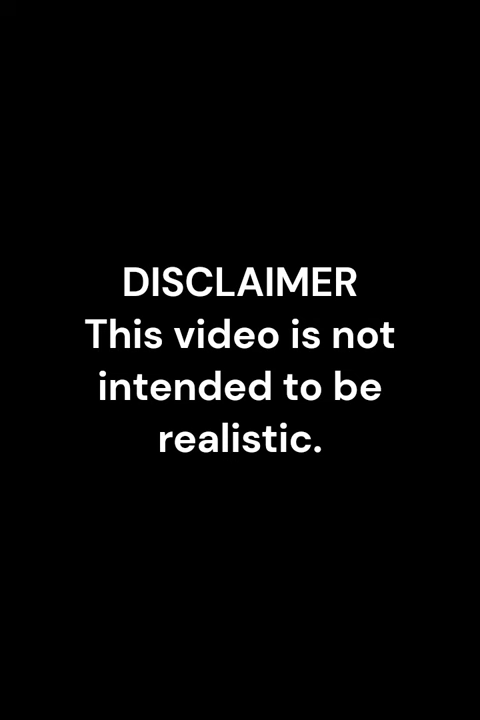 DISCLAIMER
This video is not
intended to be
realistic.